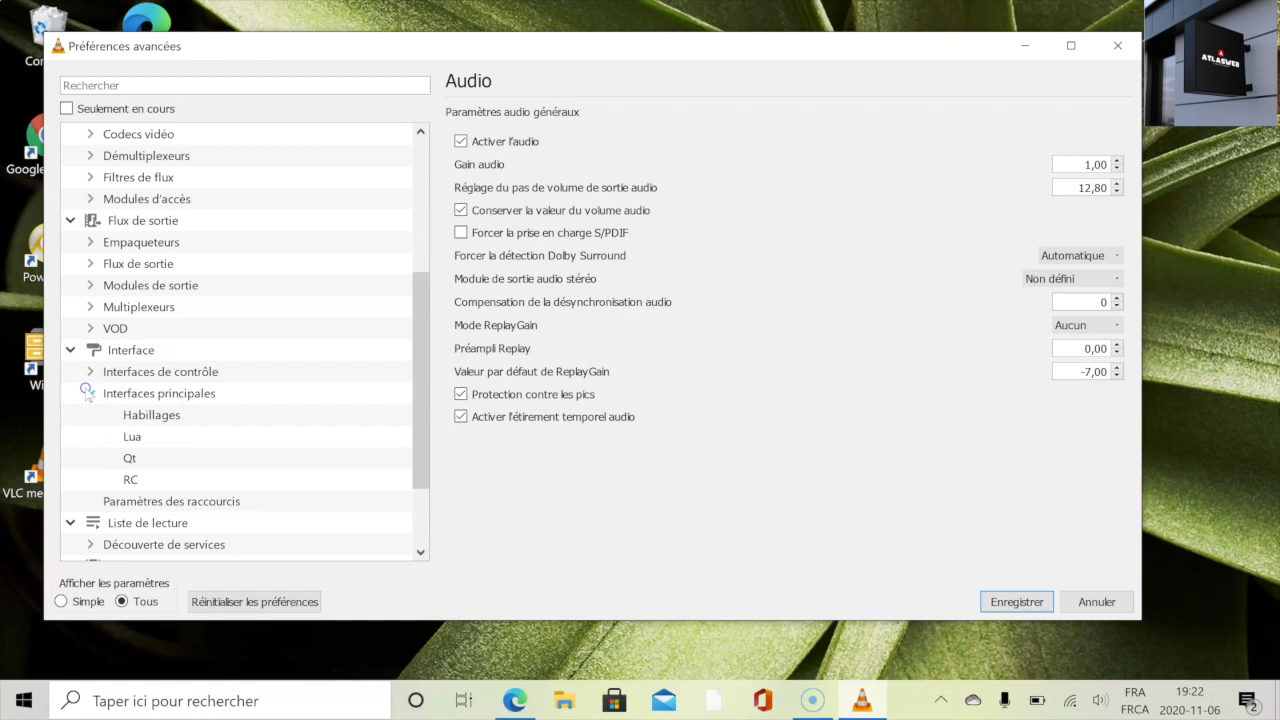 Préférences avancées
Rechercher
Seulement en cours
Codecs vidéo
Démultiplexeurs
Filtres de flux
Modules d'accès
Flux de sortie
Empaqueteurs
Flux de sortie
Modules de sortie
Multiplexeurs
VOD
Interface
Interfaces de contrôle
Interfaces principales
Habillages
Lua
Qt
RC
Paramètres des raccourcis
Liste de lecture
Découverte de services
Afficher les paramètres
Simple
Tous
Réinitialiser les préférences
Audio
Paramètres audio généraux
Activer l'audio
Gain audio 1,00
Réglage du pas de volume de sortie audio 12,80
Conserver la valeur du volume audio
Forcer la prise en charge S/PDIF
Forcer la détection Dolby Surround Automatique
Module de sortie audio stéréo Non défini
Compensation de la désynchronisation audio 0
Mode ReplayGain Aucun
Préampli Replay 0,00
Valeur par défaut de ReplayGain -7,00
Protection contre les pics
Activer l'étirement temporel audio
Enregistrer
Annuler
ATLASWEB
Google
VLC me
Taper ici pour rechercher
FRA
FRCA
19:22
2020-11-06
2